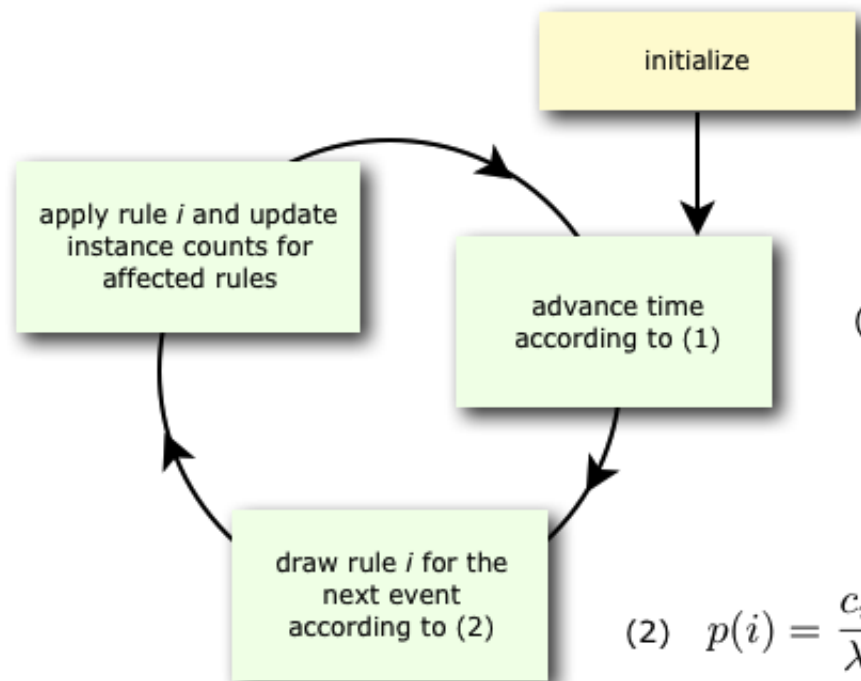 initialize
apply rule i and update
instance counts for
affected rules
advance time
according to (1)
(
draw rule i for the
next event
according to (2)
(2) p(i) = c / λ